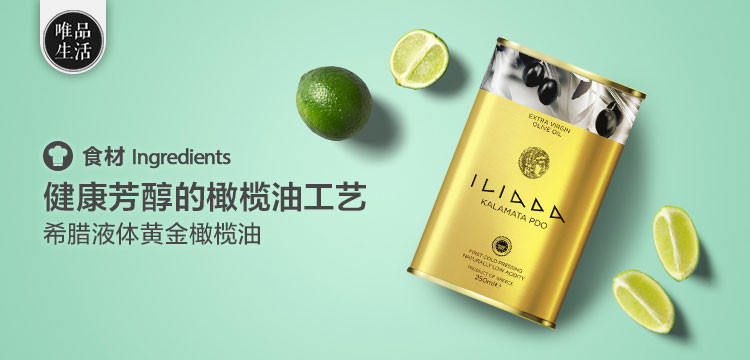 唯品
生活
食材 Ingredients
健康芳醇的橄榄油工艺
希腊液体黄金橄榄油
EXTRA VIRGIN
OLIVE OIL
ILIADA
KALAMATA PDO
FIRST COLD PRESSING
NATURALLY LOW ACIDITY
PRODUCT OF GREECE
250ml℮